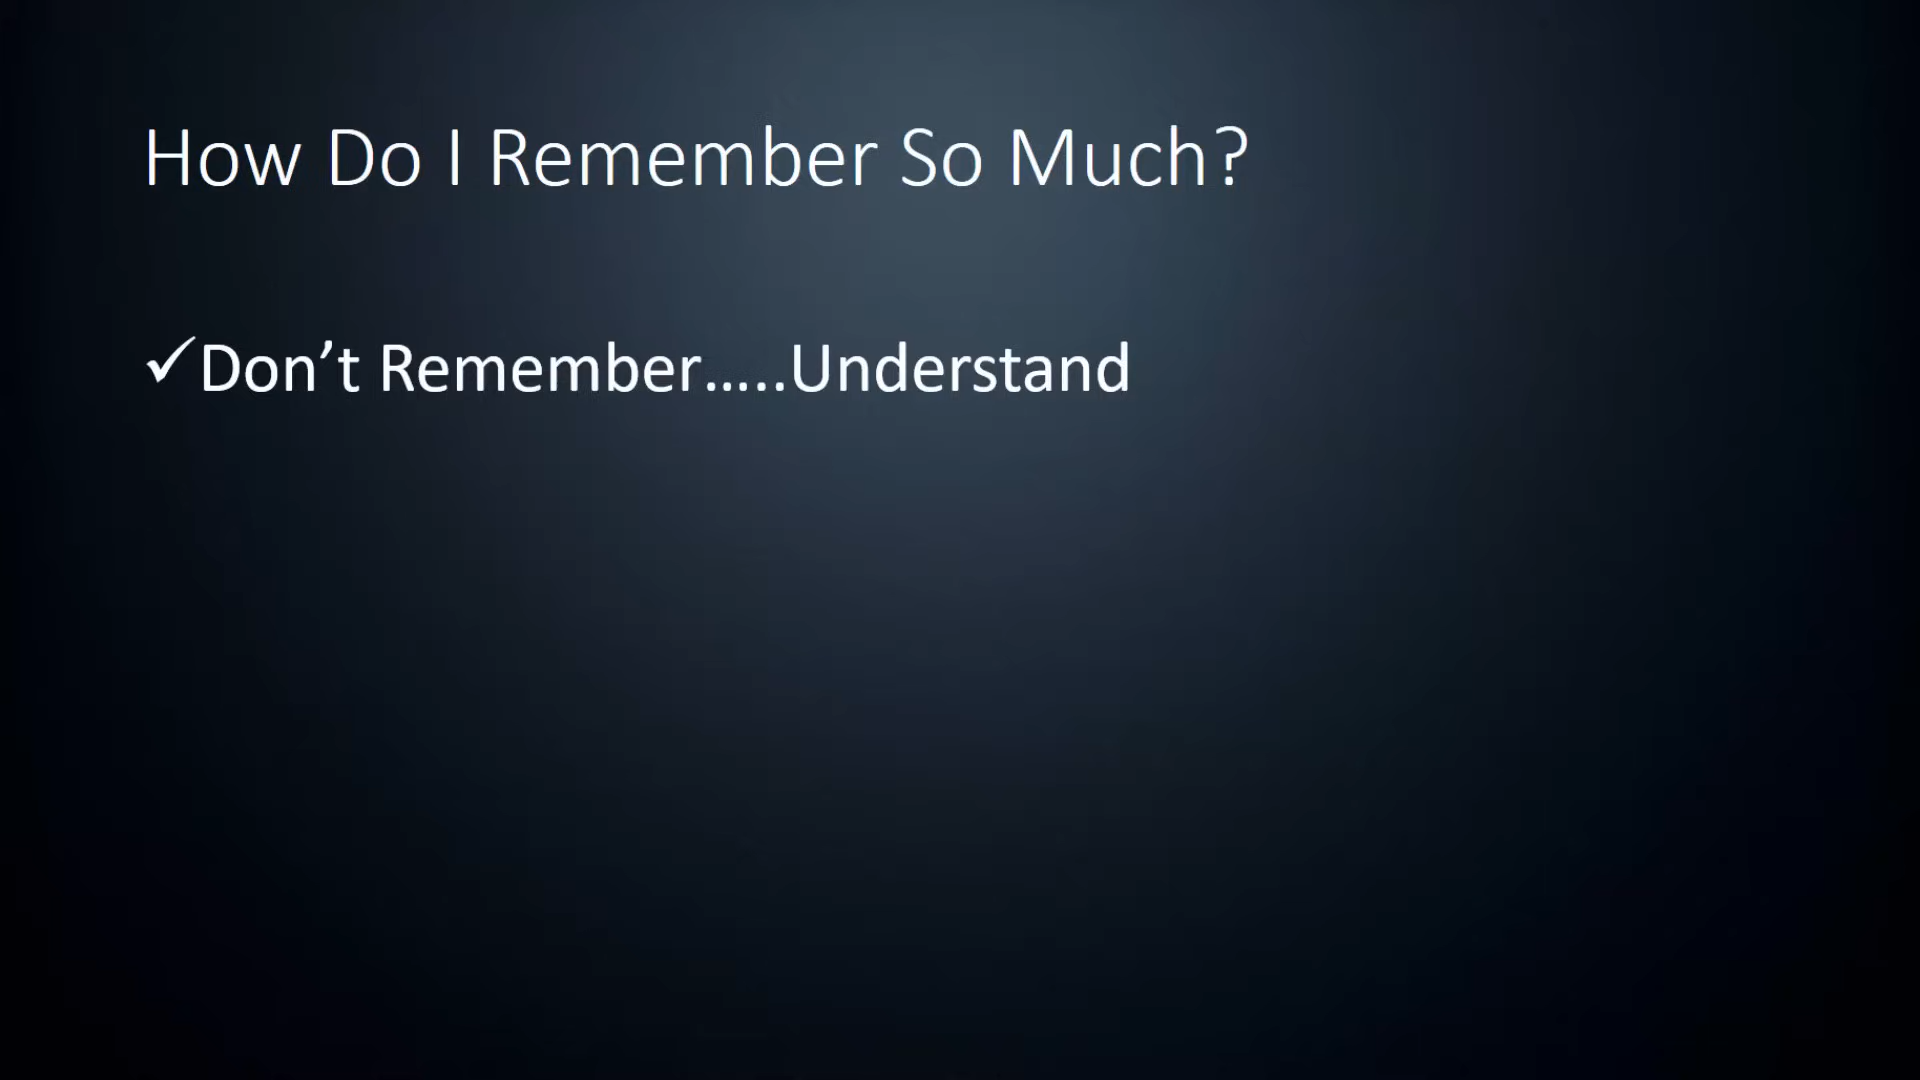 How Do I Remember So Much?
✓Don’t Remember.....Understand